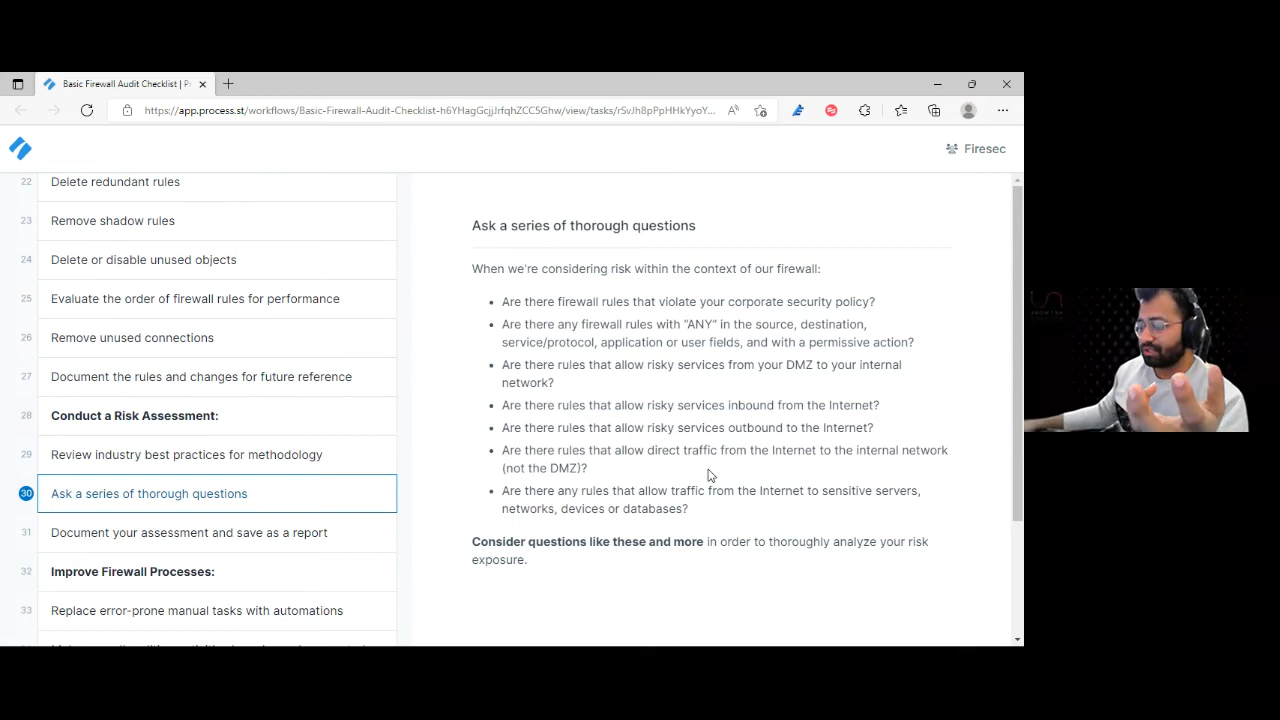 Basic Firewall Audit Checklist | P
https://app.process.st/workflows/Basic-Firewall-Audit-Checklist-h6YHagGcjjJrfqhZCC5Ghw/view/tasks/rSvJh8pPpHHkYyoY...
Firesec
22 Delete redundant rules
23 Remove shadow rules
24 Delete or disable unused objects
25 Evaluate the order of firewall rules for performance
26 Remove unused connections
27 Document the rules and changes for future reference
28 Conduct a Risk Assessment:
29 Review industry best practices for methodology
30 Ask a series of thorough questions
31 Document your assessment and save as a report
32 Improve Firewall Processes:
33 Replace error-prone manual tasks with automations
Ask a series of thorough questions
When we're considering risk within the context of our firewall:
• Are there firewall rules that violate your corporate security policy?
• Are there any firewall rules with “ANY” in the source, destination,
service/protocol, application or user fields, and with a permissive action?
• Are there rules that allow risky services from your DMZ to your internal
network?
• Are there rules that allow risky services inbound from the Internet?
• Are there rules that allow risky services outbound to the Internet?
• Are there rules that allow direct traffic from the Internet to the internal network
(not the DMZ)?
• Are there any rules that allow traffic from the Internet to sensitive servers,
networks, devices or databases?
Consider questions like these and more in order to thoroughly analyze your risk
exposure.